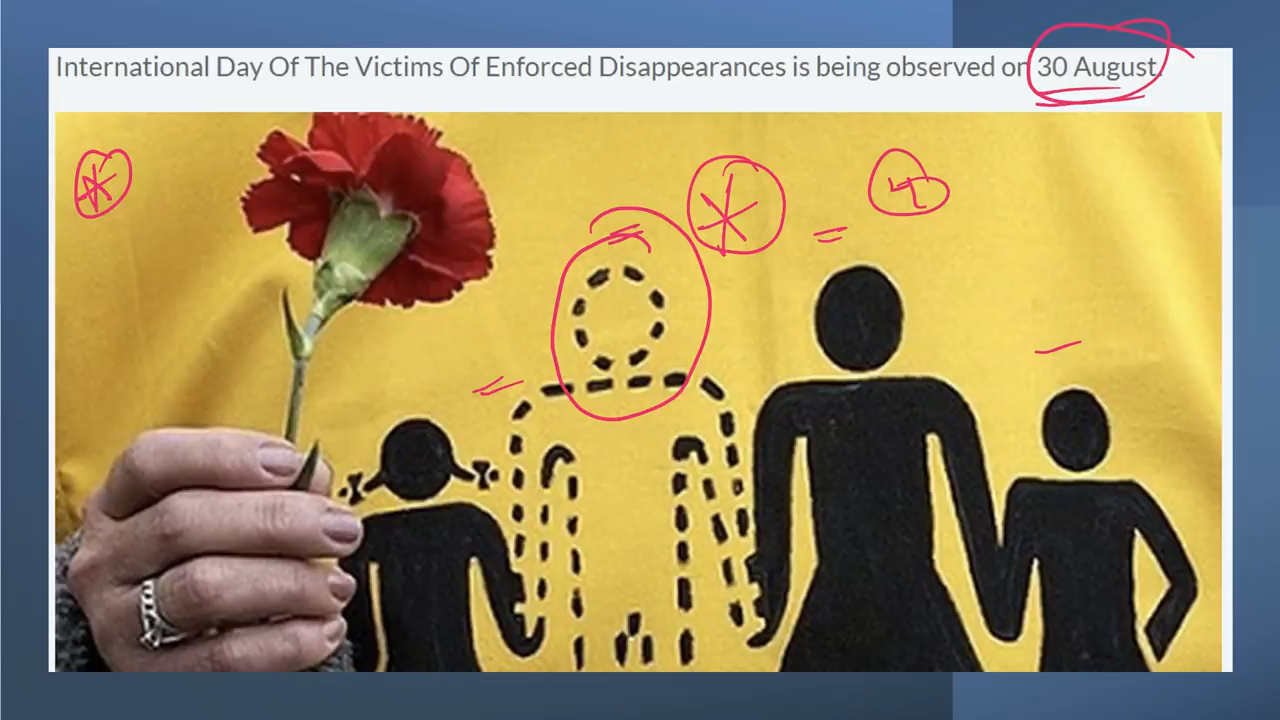 International Day Of The Victims Of Enforced Disappearances is being observed on 30 August.